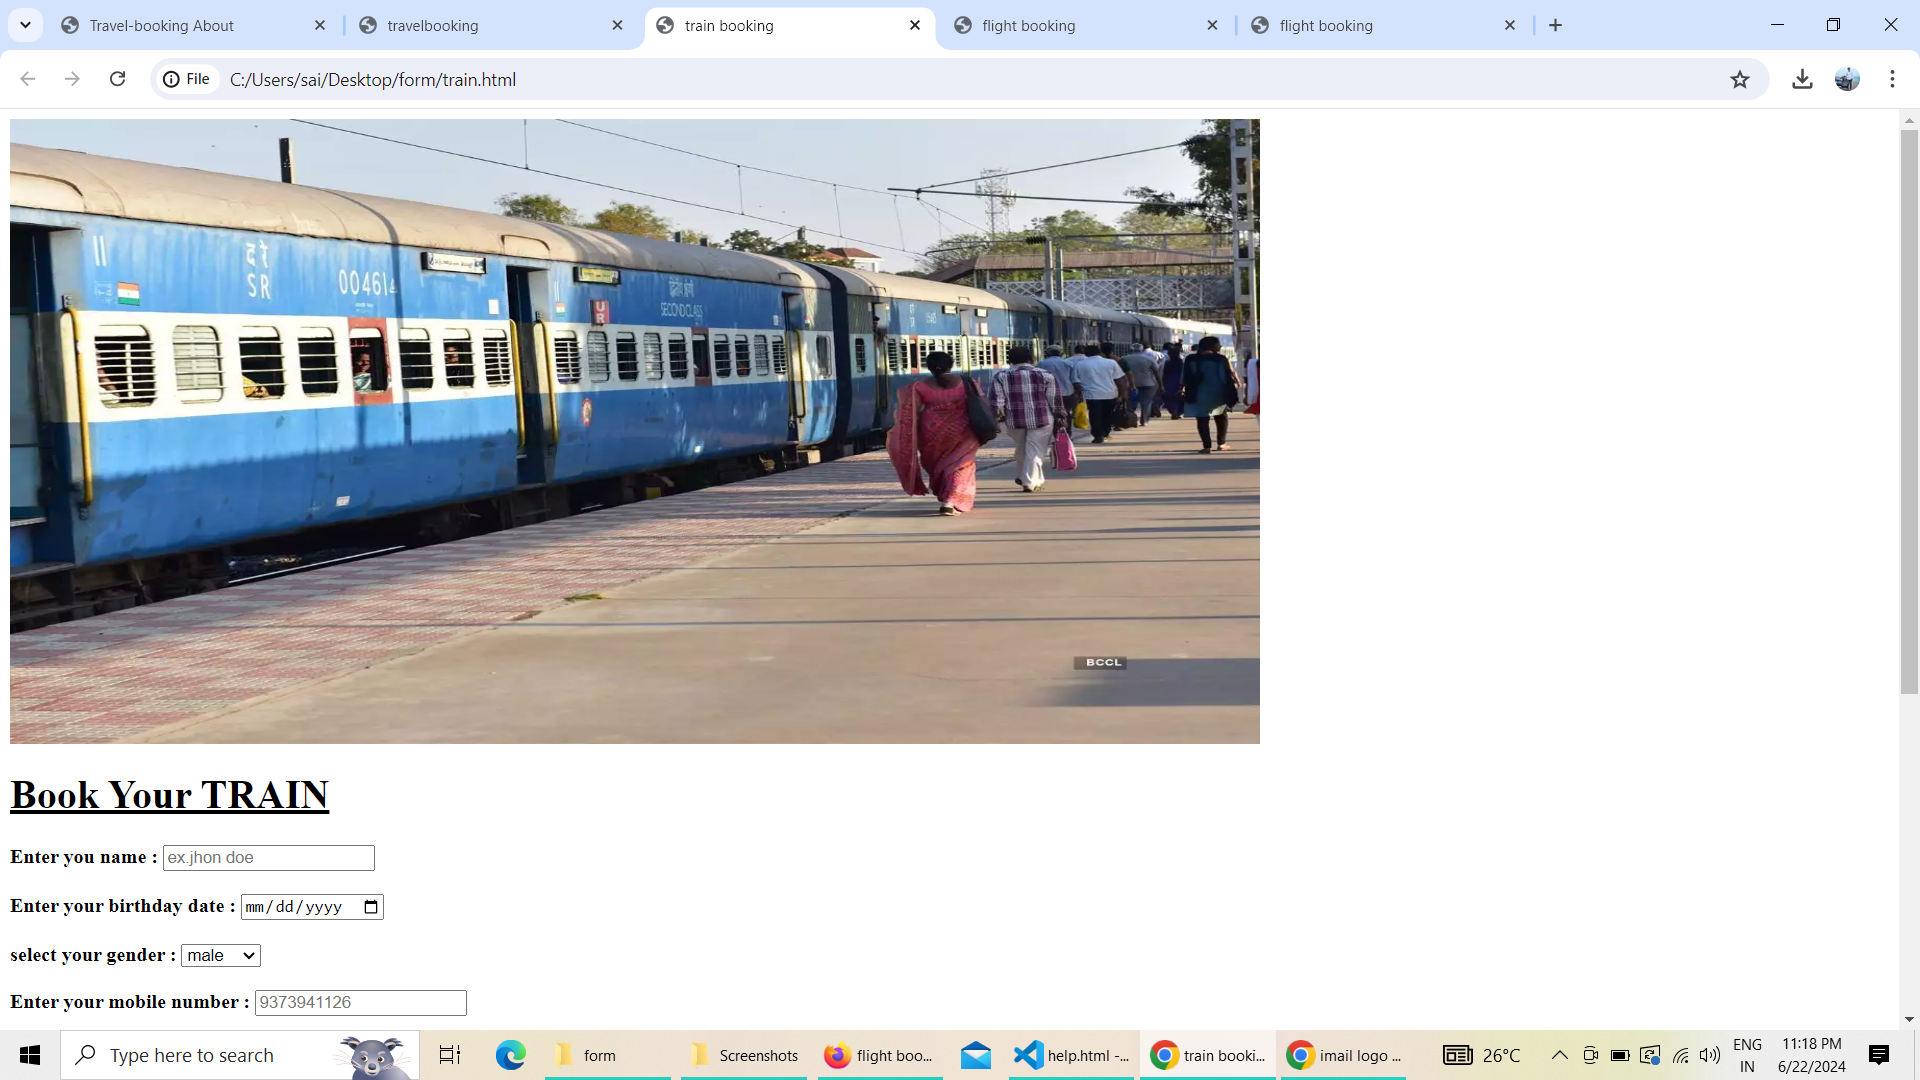 Travel-booking About
travelbooking
train booking
flight booking
flight booking
File
C:/Users/sai/Desktop/form/train.html
द रे
SR
SECOND CLASS
UR
BCCL
Book Your TRAIN
Enter you name : ex.jhon doe
Enter your birthday date : mm/dd/yyyy
select your gender : male
Enter your mobile number : 9373941126
Type here to search
form
Screenshots
flight boo...
help.html -...
train booki...
imail logo ...
26°C
ENG
IN
11:18 PM
6/22/2024